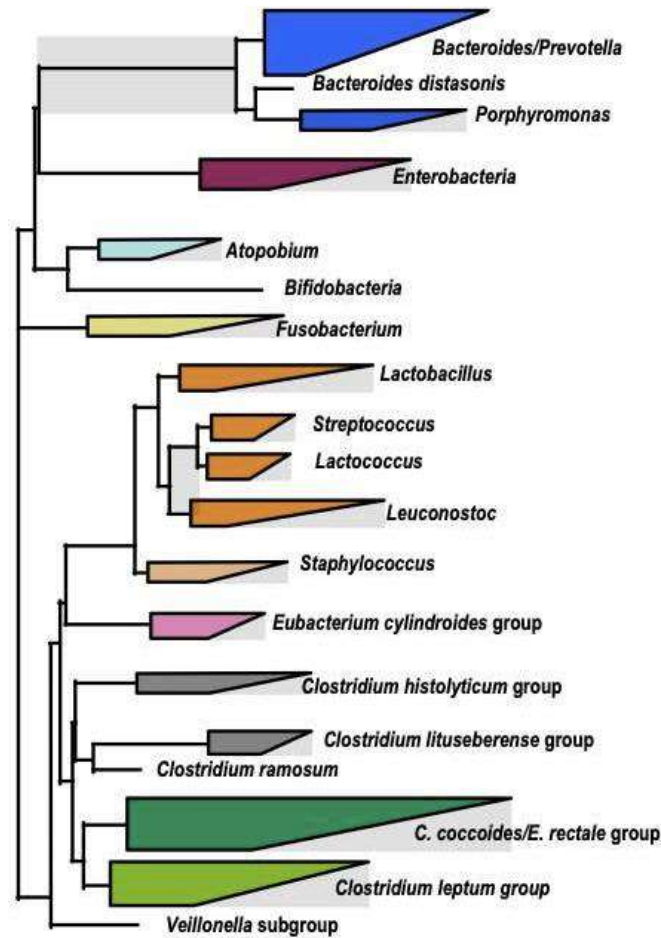 Bacteroides/Prevotella
Bacteroides distasonis
Porphyromonas
Enterobacteria
Atopobium
Bifidobacteria
Fusobacterium
Lactobacillus
Streptococcus
Lactococcus
Leuconostoc
Staphylococcus
Eubacterium cylindroides group
Clostridium histolyticum group
Clostridium lituseberense group
Clostridium ramosum
C. coccoides/E. rectale group
Clostridium leptum group
Veillonella subgroup